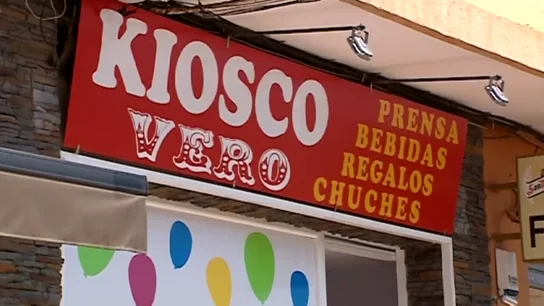 KIOSCO
VERO
PRENSA
BEBIDAS
REGALOS
CHUCHES